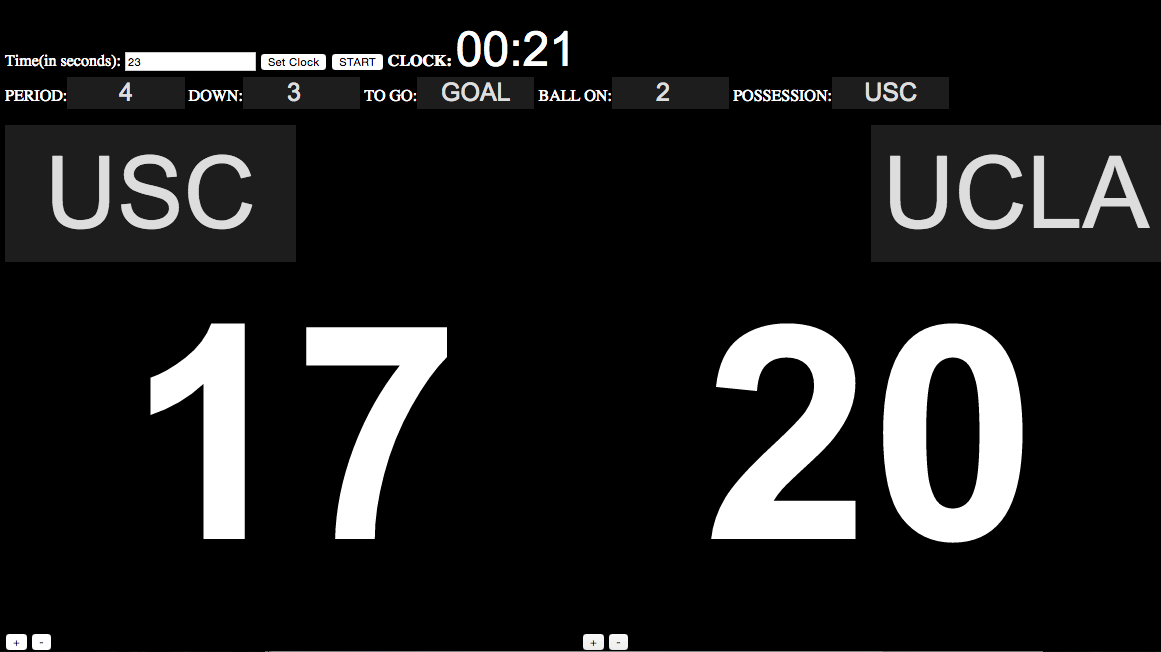 Time(in seconds): 23 Set Clock START CLOCK: 00:21
PERIOD: 4 DOWN: 3 TO GO: GOAL BALL ON: 2 POSSESSION: USC
USC UCLA
17 20
+ - + -